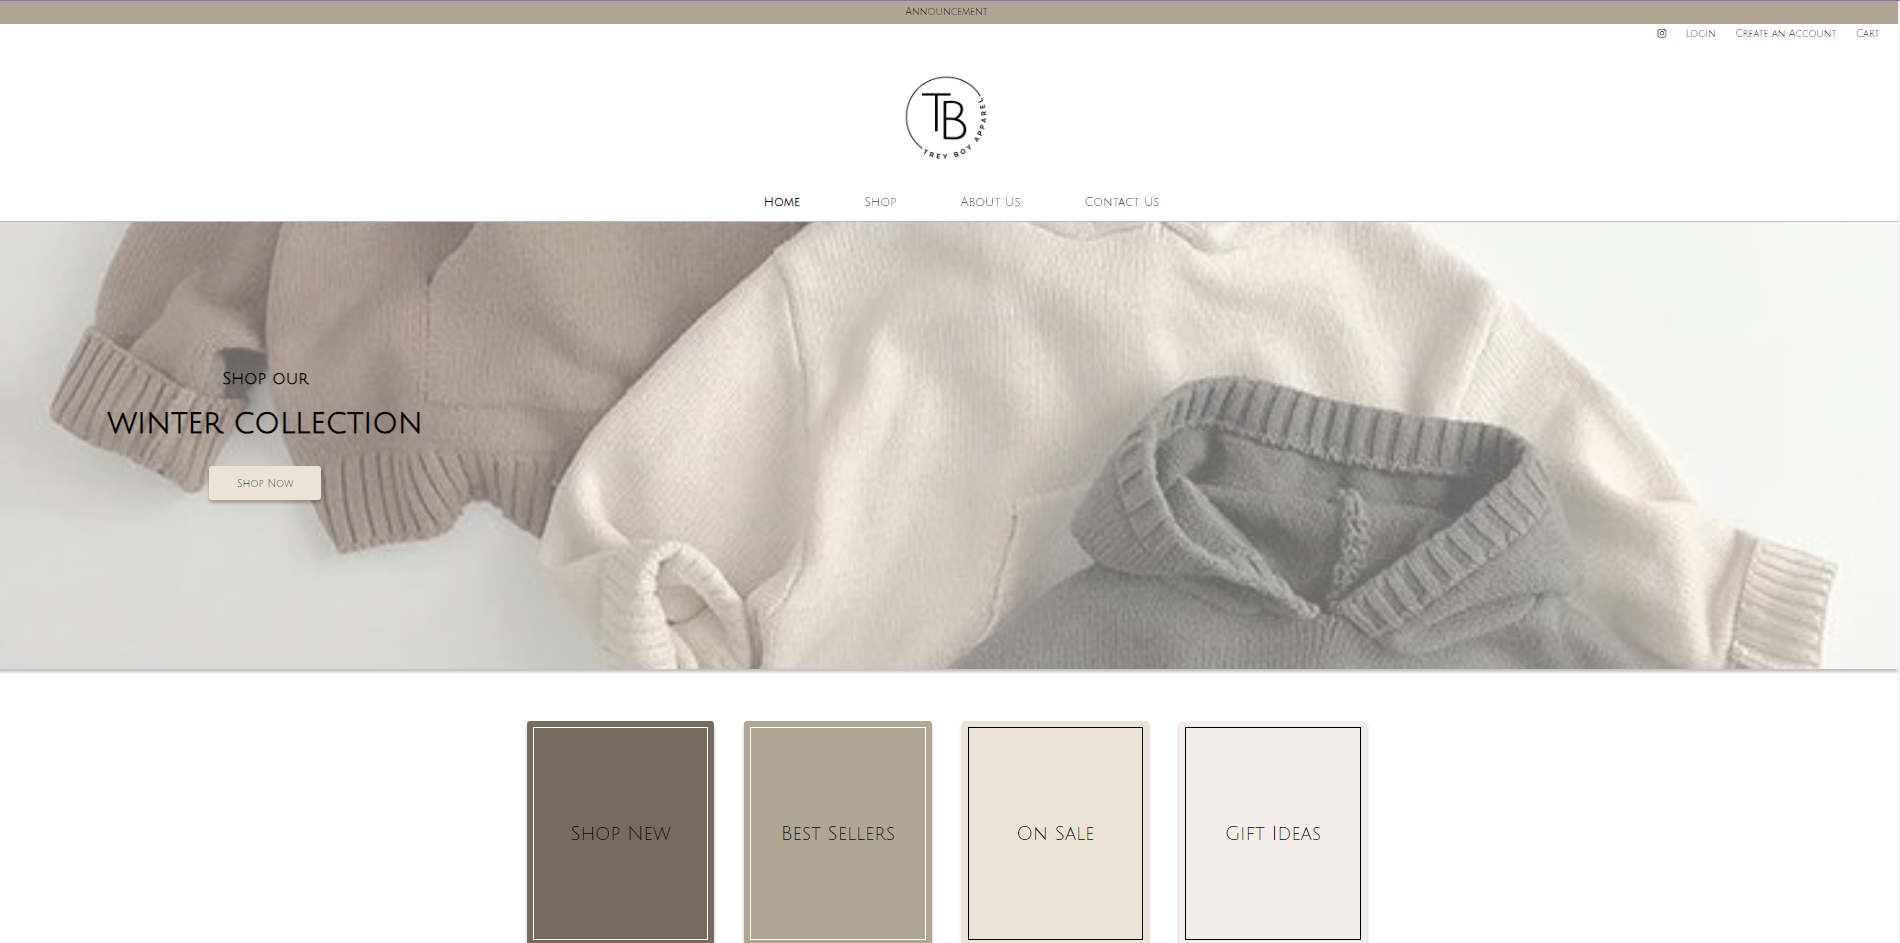 Announcement
Login Create an Account Cart
TB
TREY BOY APPAREL
Home Shop About Us Contact Us
Shop our
WINTER COLLECTION
Shop Now
Shop New Best Sellers On Sale Gift Ideas